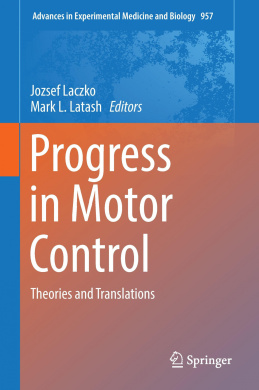 Advances in Experimental Medicine and Biology 957
Jozsef Laczko
Mark L. Latash Editors
Progress
in Motor
Control
Theories and Translations
Springer